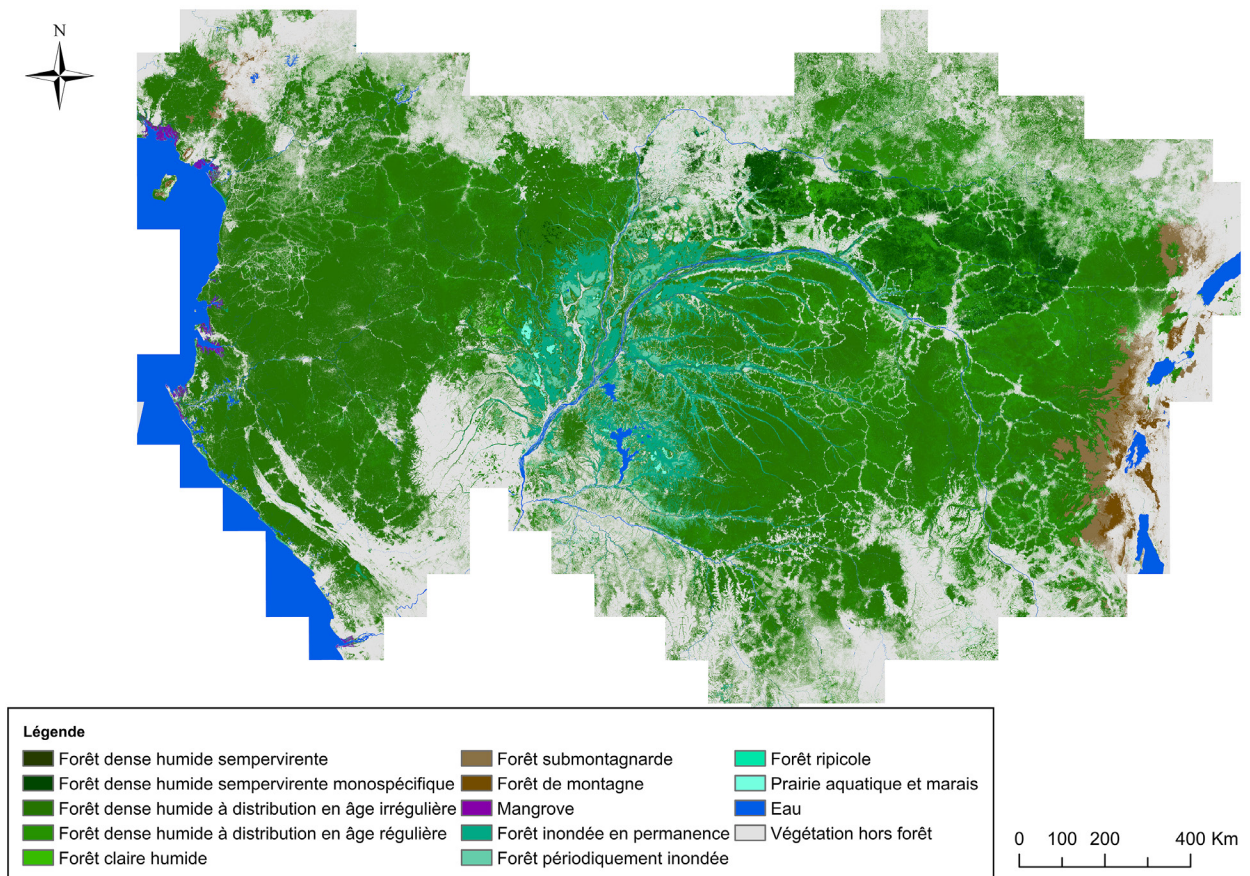 N
Légende
Forêt dense humide sempervirente
Forêt dense humide sempervirente monospécifique
Forêt dense humide à distribution en âge irrégulière
Forêt dense humide à distribution en âge régulière
Forêt claire humide
Forêt submontagnarde
Forêt de montagne
Mangrove
Forêt inondée en permanence
Forêt périodiquement inondée
Forêt ripicole
Prairie aquatique et marais
Eau
Végétation hors forêt
0 100 200 400 Km